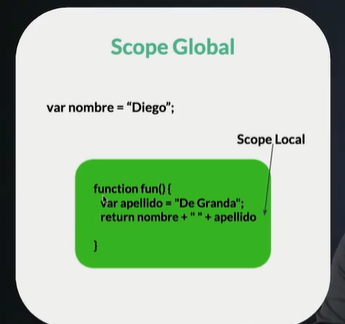 Scope Global
var nombre = “Diego”;
Scope Local
function fun() {
var apellido = "De Granda";
return nombre + " " + apellido
}